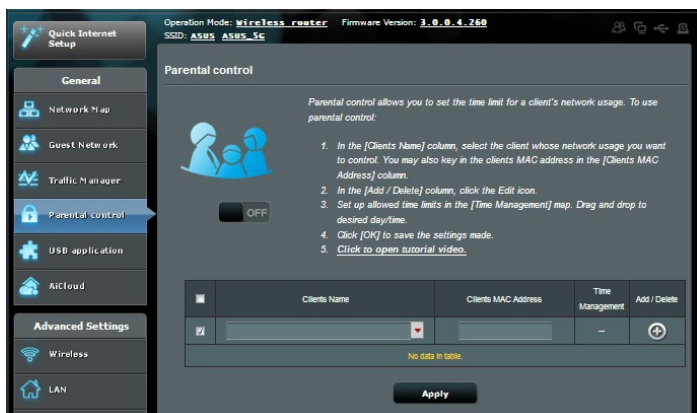 Quick Internet
Setup
Operation Mode: Wireless router Firmware Version: 3.0.0.4.260
SSID: ASUS ASUS_5G
General
Network Map
Guest Network
Traffic Manager
Parental control
USB application
AiCloud
Advanced Settings
Wireless
LAN
Parental control
Parental control allows you to set the time limit for a client's network usage. To use
parental control:
1. In the [Clients Name] column, select the client whose network usage you want
to control. You may also key in the clients MAC address in the [Clients MAC
Address] column.
2. In the [Add / Delete] column, click the Edit icon.
3. Set up allowed time limits in the [Time Management] map. Drag and drop to
desired day/time.
4. Click [OK] to save the settings made.
5. Click to open tutorial video.
OFF
Clients Name Clients MAC Address Time
Management Add / Delete
--
No data in table.
Apply